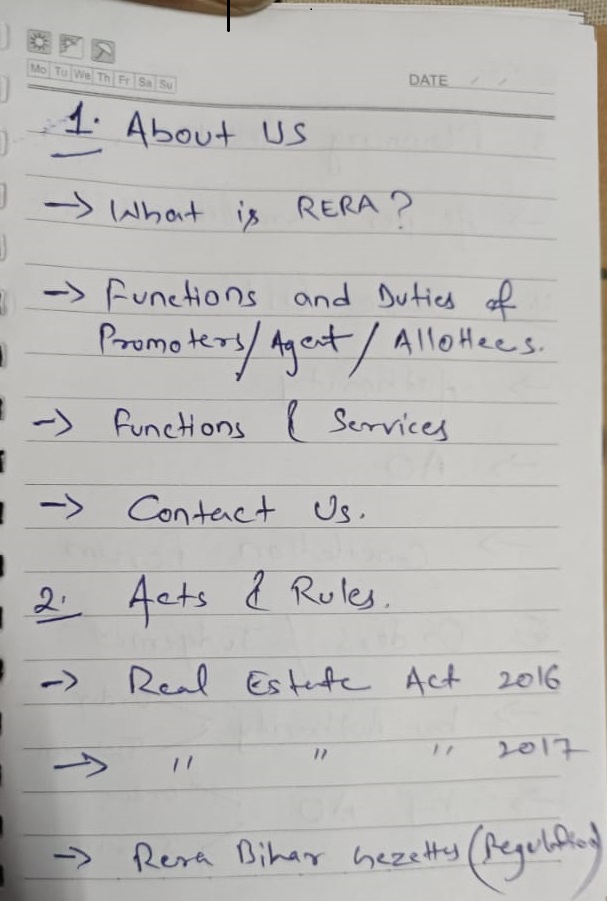 Mo Tu We Th Fr Sa Su
DATE
1. About US
→ What is RERA?
→ Functions and Duties of
Promoters/Agent/Allottees.
→ Functions & Services
→ Contact Us.
2. Acts & Rules.
→ Real Estate Act 2016
→ " " " 2017
→ Rera Bihar Gezettes (Regulation)